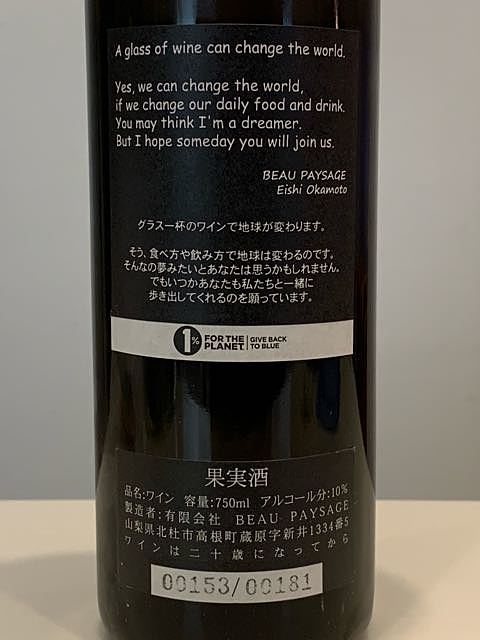 A glass of wine can change the world.
Yes, we can change the world,
if we change our daily food and drink.
You may think I'm a dreamer.
But I hope someday you will join us.
BEAU PAYSAGE
Eishi Okamoto
グラス一杯のワインで地球が変わります。
そう、食べ方や飲み方で地球は変わるのです。
そんなの夢みたいとあなたは思うかもしれません。
でもいつかあなたも私たちと一緒に
歩き出してくれるのを願っています。
1% FOR THE PLANET. GIVE BACK TO BLUE
果実酒
品名:ワイン 容量:750ml アルコール分:10%
製造者:有限会社 BEAU PAYSAGE
山梨県北杜市高根町蔵原字新井1334番5
ワインは二十歳になってから
00153/00181